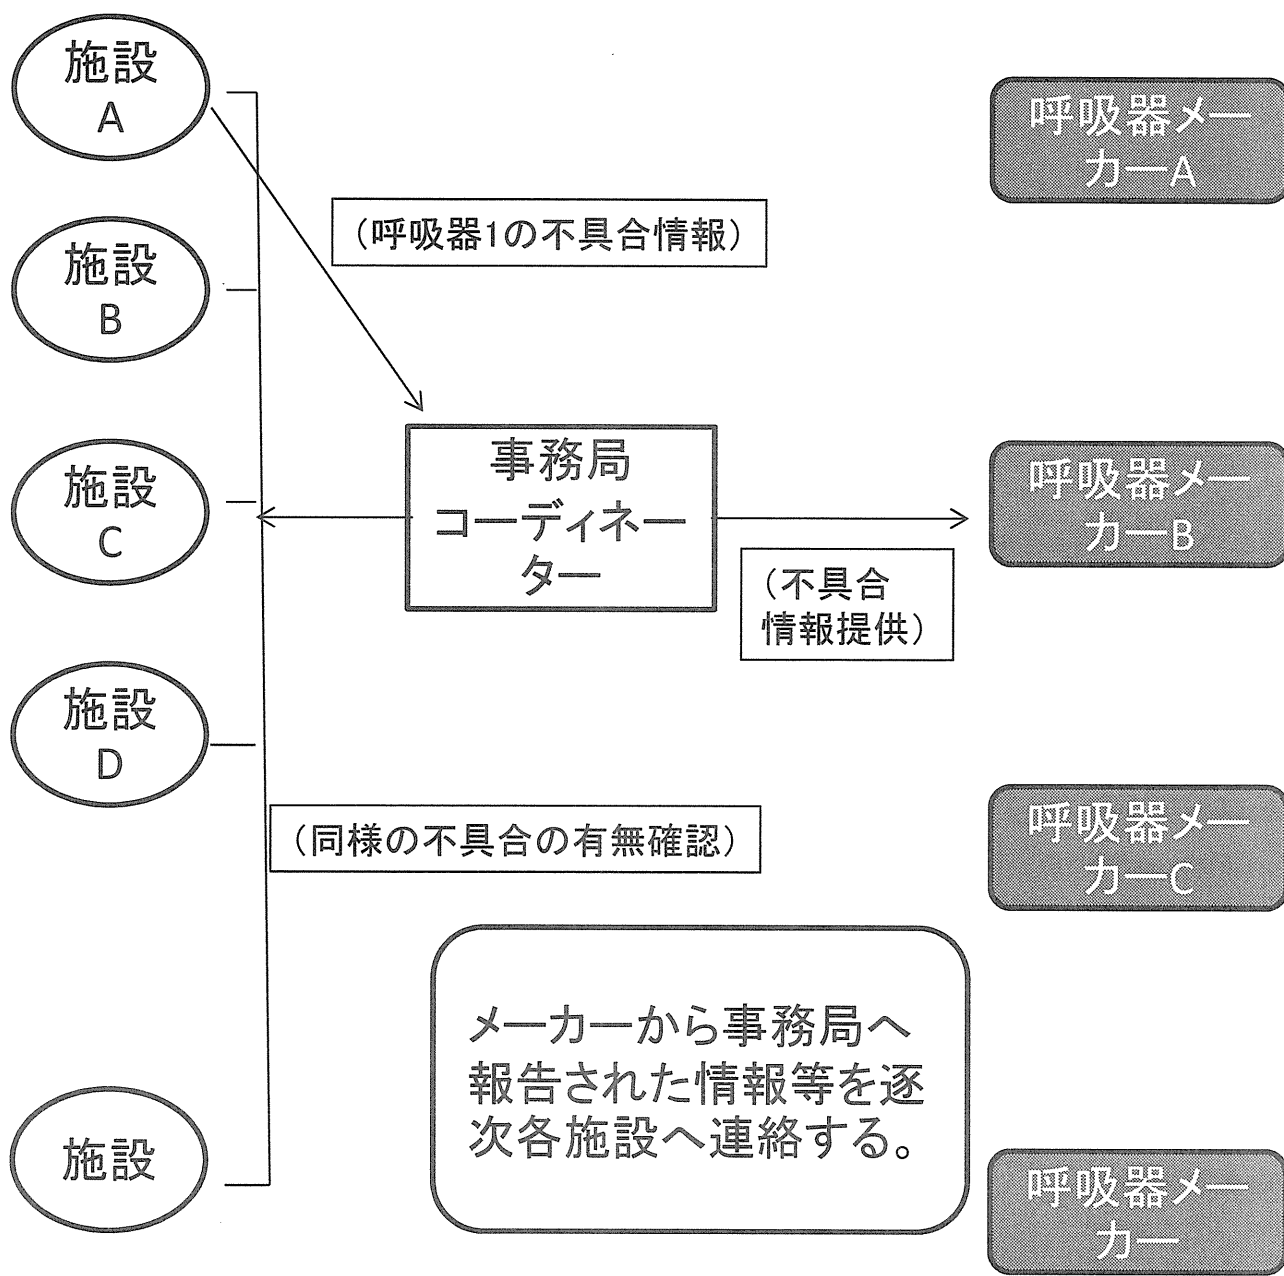 施設
A
呼吸器メー
カーA
（呼吸器1の不具合情報）
施設
B
事務局
コーディネー
ター
施設
C
呼吸器メー
カーB
（不具合
情報提供）
施設
D
（同様の不具合の有無確認）
呼吸器メー
カーC
メーカーから事務局へ
報告された情報等を逐
次各施設へ連絡する。
施設
呼吸器メー
カー